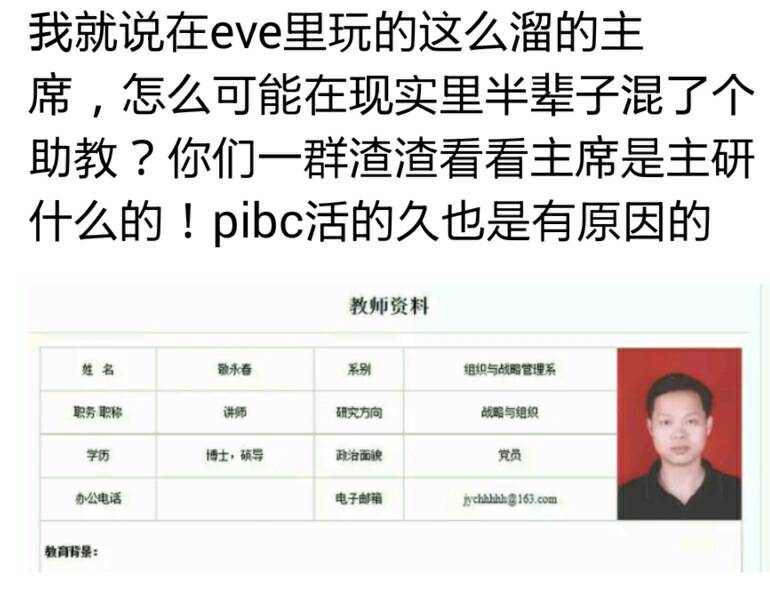 我就说在eve里玩的这么溜的主
席，怎么可能在现实里半辈子混了个
助教？你们一群渣渣看看主席是主研
什么的！pibc活的久也是有原因的
教师资料
姓 名 敬永春 系别 组织与战略管理系
职务·职称 讲师 研究方向 战略与组织
学历 博士，硕导 政治面貌 党员
办公电话 电子邮箱 jychhhhh@163.com
教育背景：